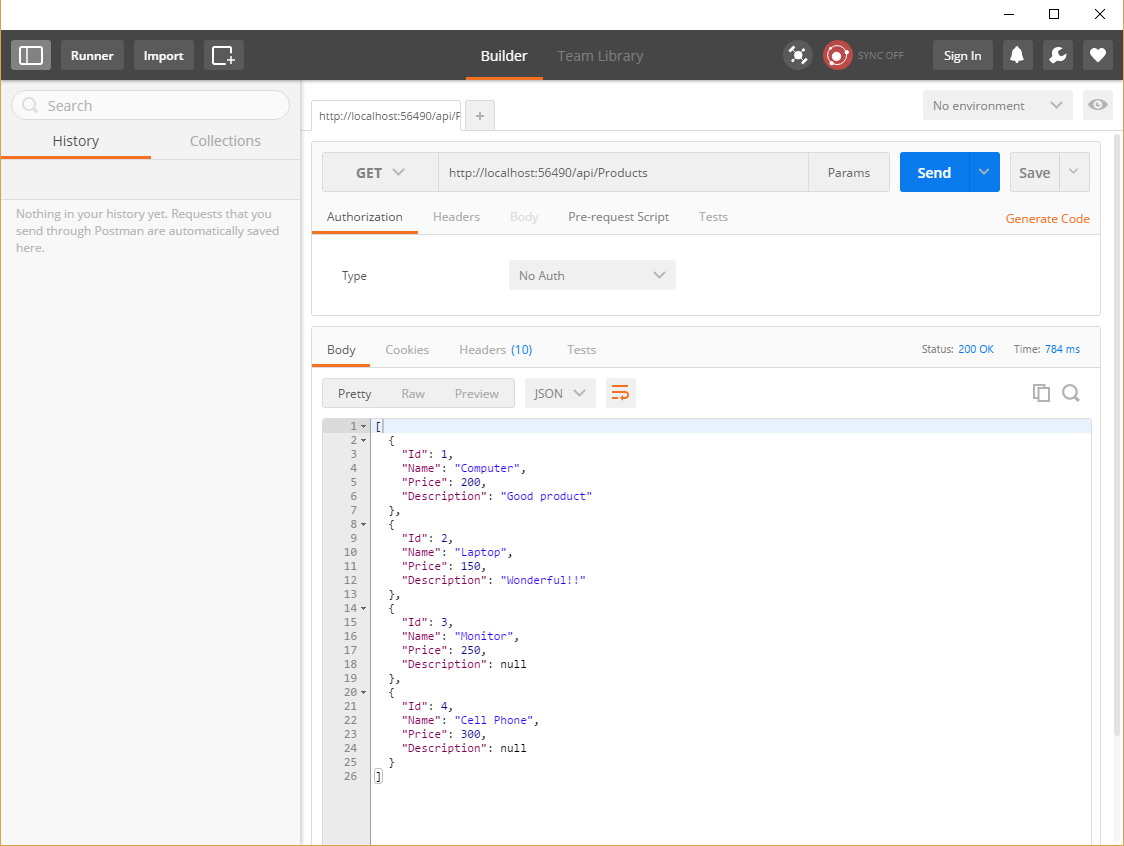 Runner Import Builder Team Library SYNC OFF Sign In
Search
History Collections
Nothing in your history yet. Requests that you
send through Postman are automatically saved
here.
http://localhost:56490/api/F + No environment
GET http://localhost:56490/api/Products Params Send Save
Authorization Headers Body Pre-request Script Tests Generate Code
Type No Auth
Body Cookies Headers (10) Tests Status: 200 OK Time: 784 ms
Pretty Raw Preview JSON
1 [
2 {
3 "Id": 1,
4 "Name": "Computer",
5 "Price": 200,
6 "Description": "Good product"
7 },
8 {
9 "Id": 2,
10 "Name": "Laptop",
11 "Price": 150,
12 "Description": "Wonderful!!"
13 },
14 {
15 "Id": 3,
16 "Name": "Monitor",
17 "Price": 250,
18 "Description": null
19 },
20 {
21 "Id": 4,
22 "Name": "Cell Phone",
23 "Price": 300,
24 "Description": null
25 }
26 ]